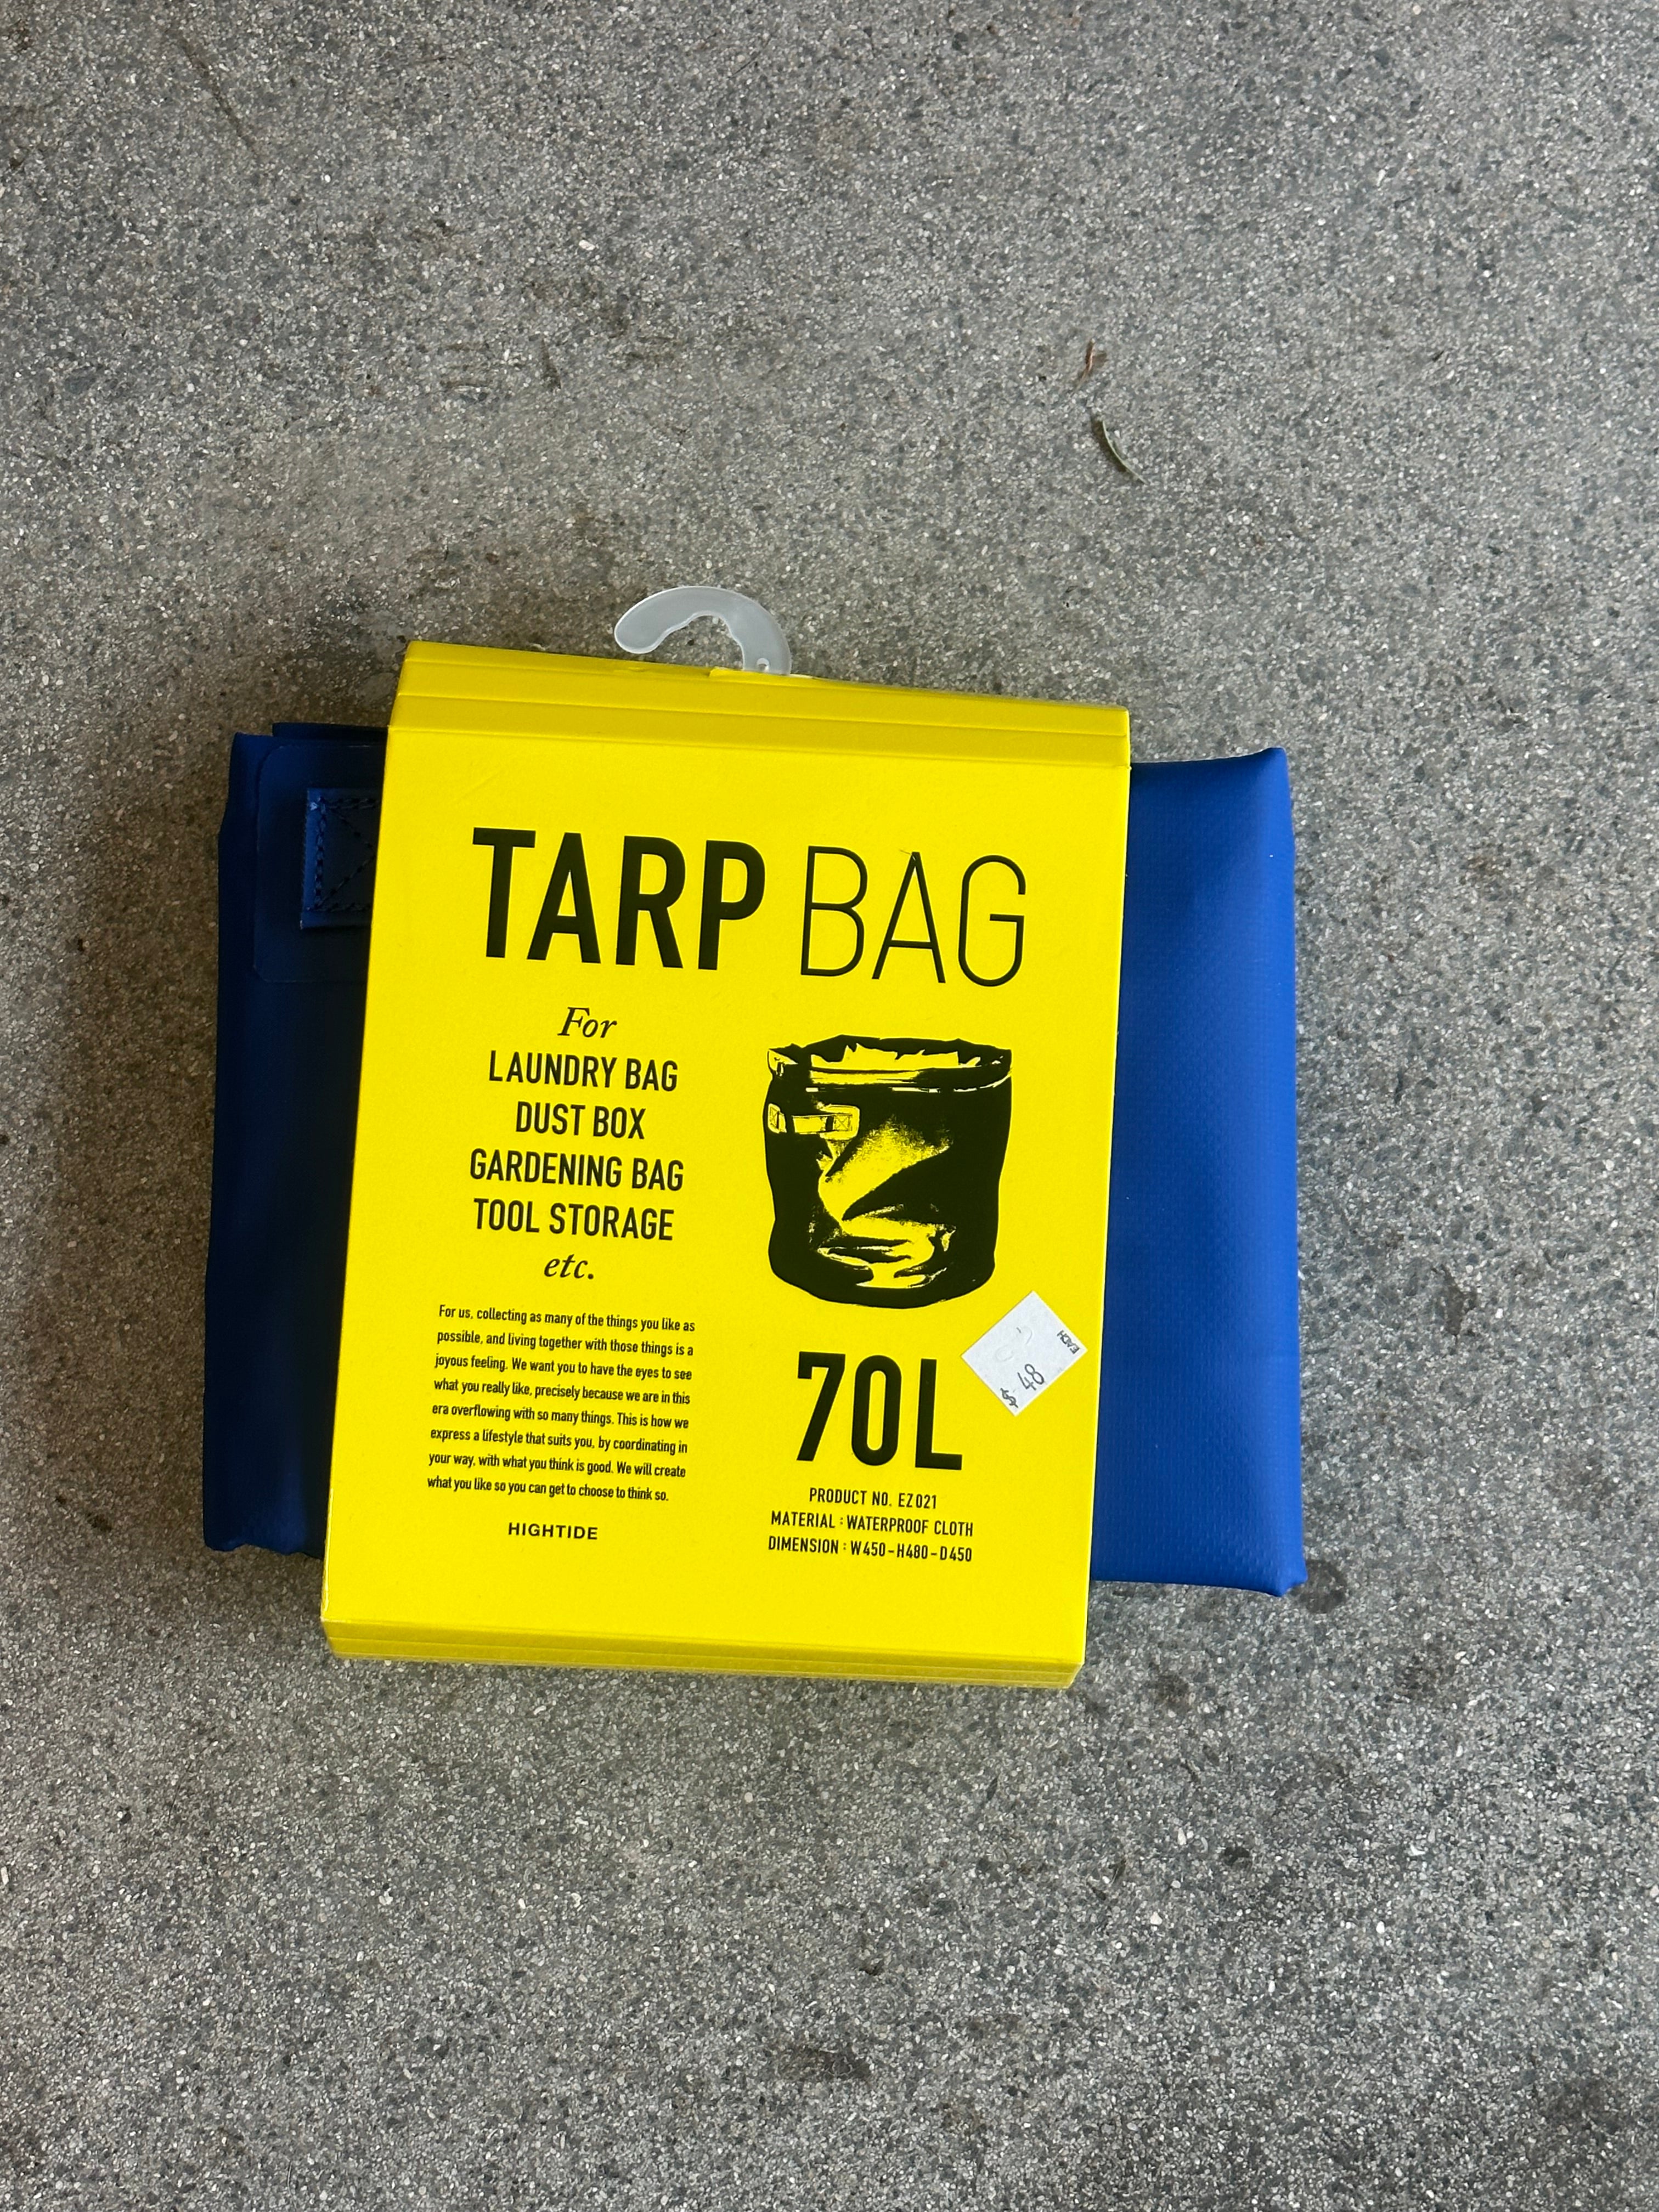 TARP BAG
For
LAUNDRY BAG
DUST BOX
GARDENING BAG
TOOL STORAGE
etc.
For us, collecting as many of the things you like as
possible, and living together with those things is a
joyous feeling. We want you to have the eyes to see
what you really like, precisely because we are in this
era overflowing with so many things. This is how we
express a lifestyle that suits you, by coordinating in
your way, with what you think is good. We will create
what you like so you can get to choose to think so.
HIGHTIDE
70L
PRODUCT NO. EZ021
MATERIAL : WATERPROOF CLOTH
DIMENSION : W450-H480-D450
$ 48
EACH